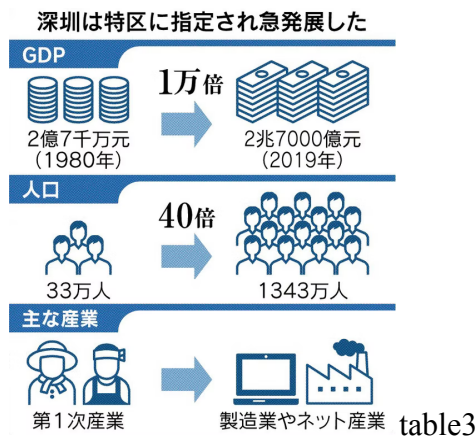 深圳は特区に指定され急発展した
GDP
1万倍
2億7千万元
(1980年)
2兆7000億元
(2019年)
人口
40倍
33万人
1343万人
主な産業
第1次産業
製造業やネット産業
table3